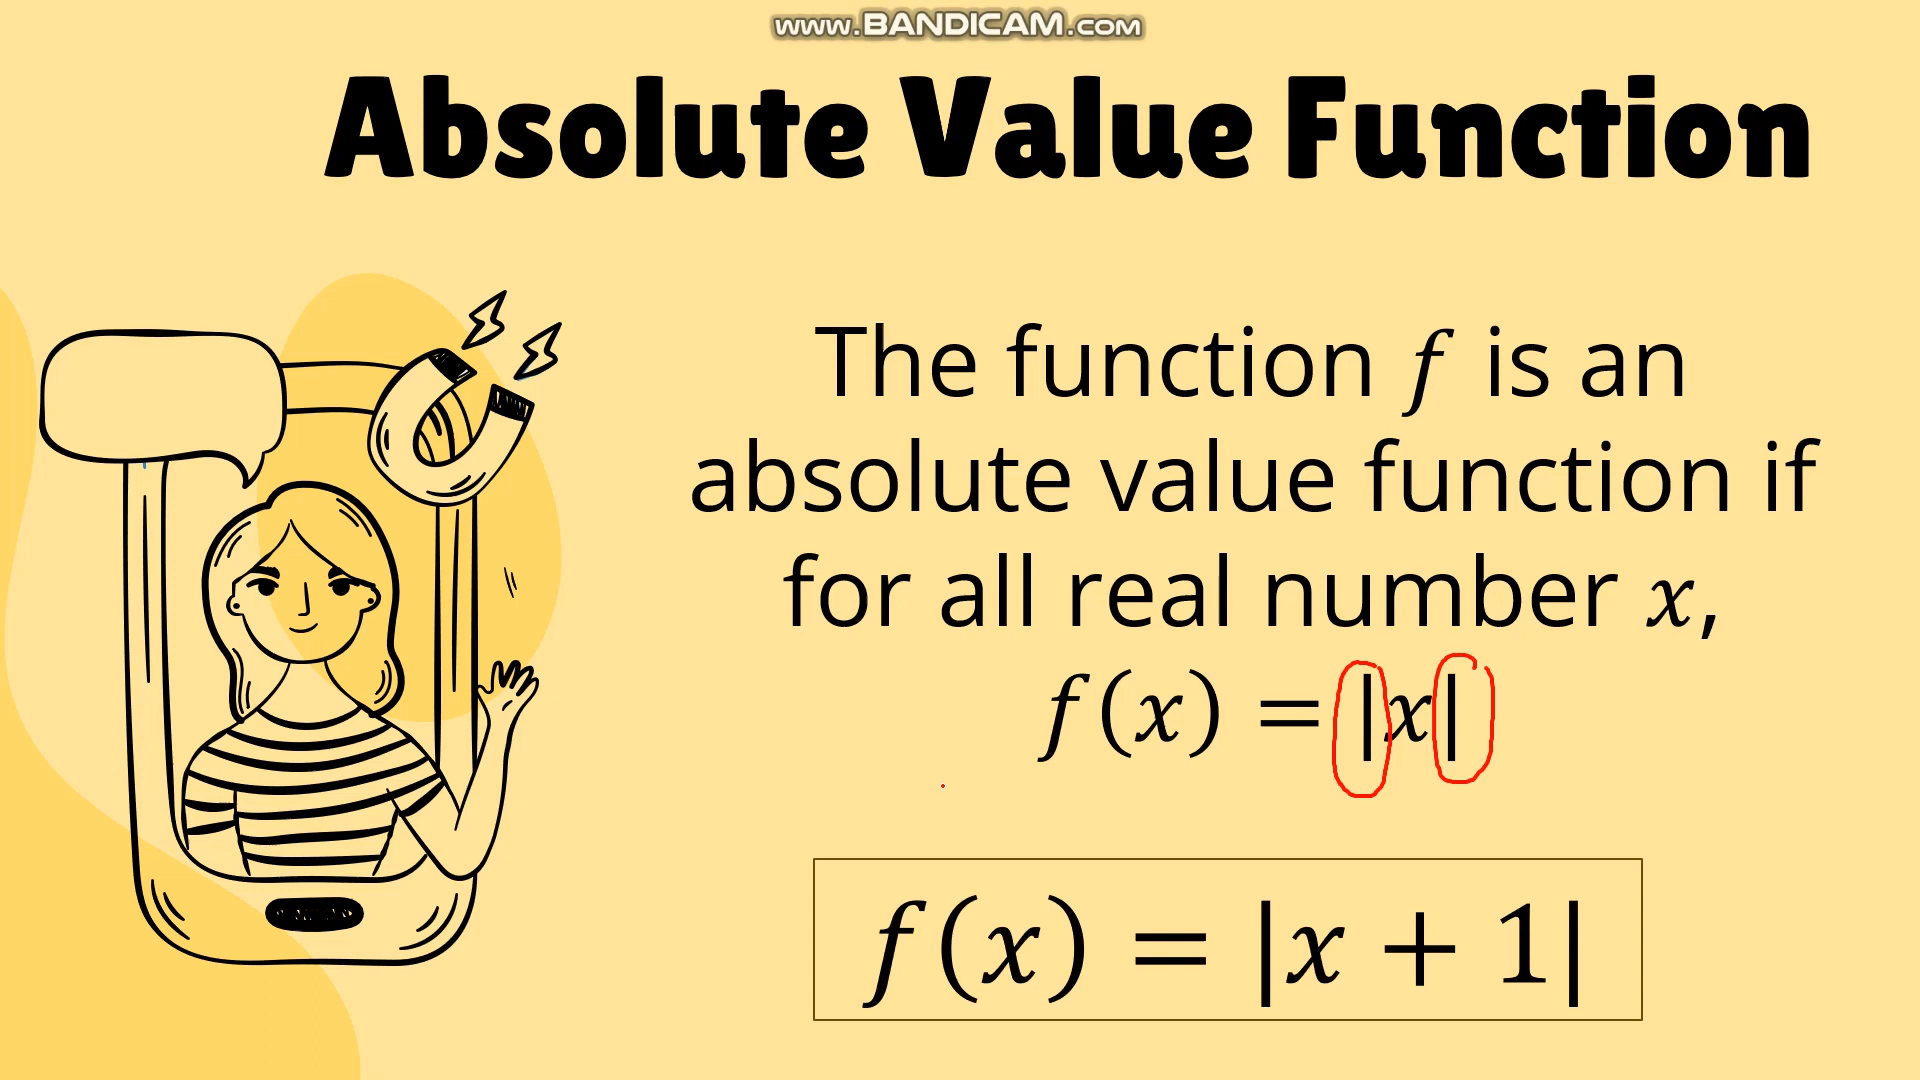 www.BANDICAM.com
Absolute Value Function
The function f is an
absolute value function if
for all real number x,
f(x) = |x|
f(x) = |x + 1|